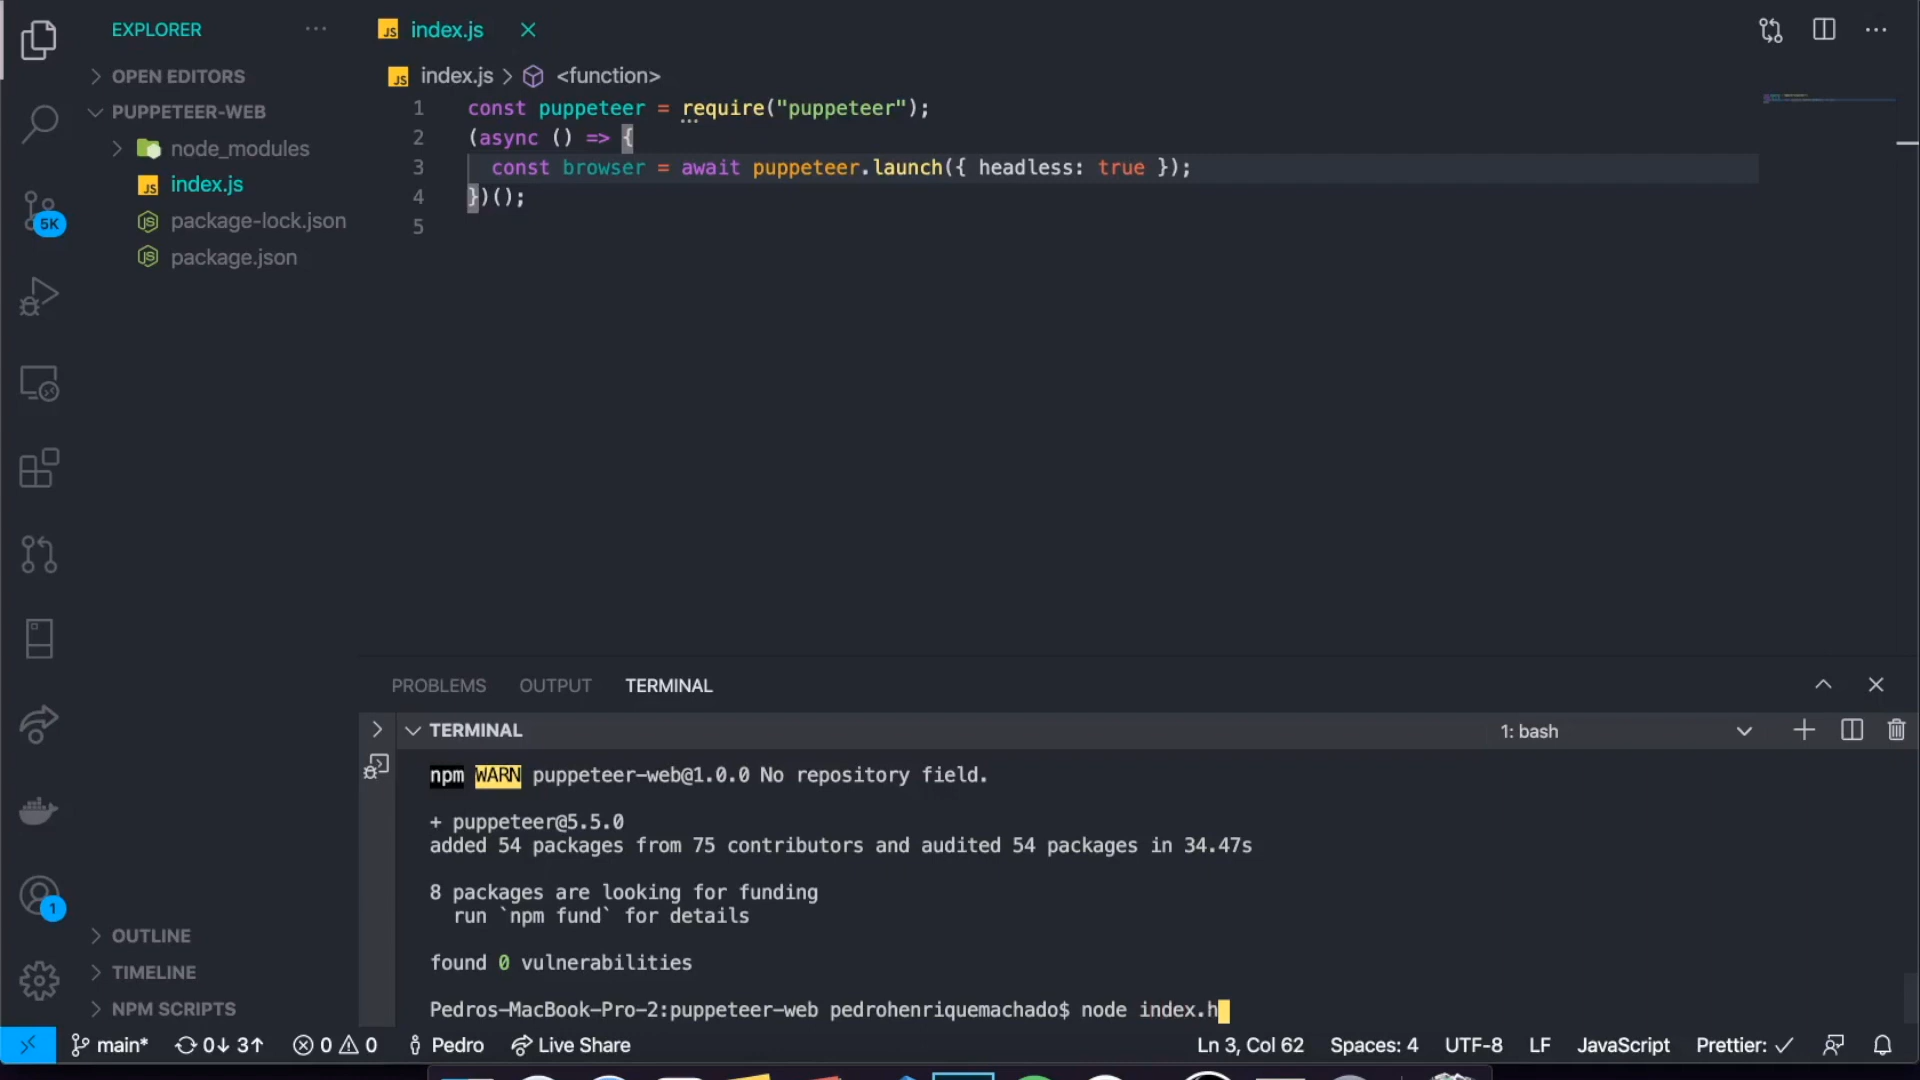 EXPLORER
index.js
OPEN EDITORS
PUPPETEER-WEB
node_modules
index.js
package-lock.json
package.json
OUTLINE
TIMELINE
NPM SCRIPTS
5K
1
index.js > <function>
1 const puppeteer = require("puppeteer");
2 (async () => {
3 const browser = await puppeteer.launch({ headless: true });
4 })();
5
PROBLEMS OUTPUT TERMINAL
TERMINAL 1: bash
npm WARN puppeteer-web@1.0.0 No repository field.
+ puppeteer@5.5.0
added 54 packages from 75 contributors and audited 54 packages in 34.47s
8 packages are looking for funding
run `npm fund` for details
found 0 vulnerabilities
Pedros-MacBook-Pro-2:puppeteer-web pedrohenriquemachado$ node index.h
main* 0↓ 3↑ 0 0 Pedro Live Share Ln 3, Col 62 Spaces: 4 UTF-8 LF JavaScript Prettier: ✓